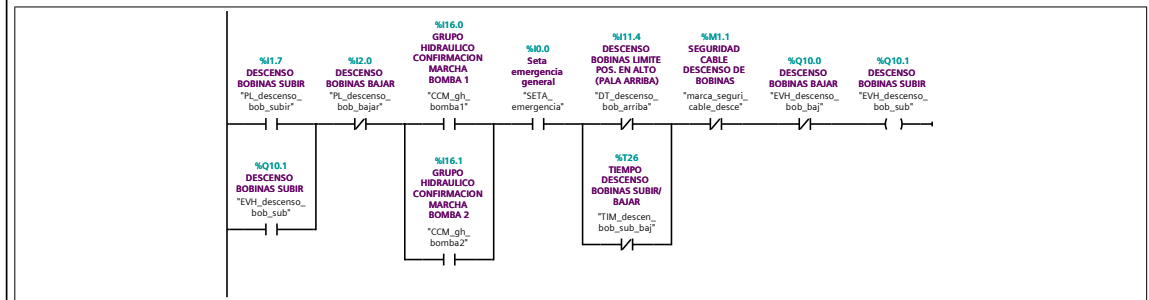 %I1.7
DESCENSO
BOBINAS SUBIR
"PL_descenso_
bob_subir"
%I2.0
DESCENSO
BOBINAS BAJAR
"PL_descenso_
bob_bajar"
%I16.0
GRUPO
HIDRAULICO
CONFIRMACION
MARCHA
BOMBA 1
"CCM_gh_
bomba1"
%I0.0
Seta
emergencia
general
"SETA_
emergencia"
%I11.4
DESCENSO
BOBINAS LIMITE
POS. EN ALTO
(PALA ARRIBA)
"DT_descenso_
bob_arriba"
%M1.1
SEGURIDAD
CABLE
DESCENSO DE
BOBINAS
"marca_seguri_
cable_desce"
%Q10.0
DESCENSO
BOBINAS BAJAR
"EVH_descenso_
bob_baj"
%Q10.1
DESCENSO
BOBINAS SUBIR
"EVH_descenso_
bob_sub"
%Q10.1
DESCENSO
BOBINAS SUBIR
"EVH_descenso_
bob_sub"
%I16.1
GRUPO
HIDRAULICO
CONFIRMACION
MARCHA
BOMBA 2
"CCM_gh_
bomba2"
%T26
TIEMPO
DESCENSO
BOBINAS SUBIR/
BAJAR
"TIM_descen_
bob_sub_baj"